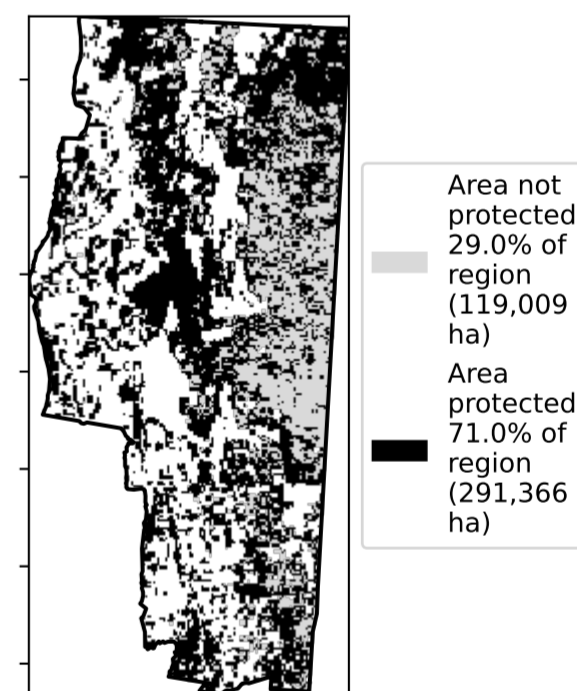 Area not
protected
29.0% of
region
(119,009
ha)
Area
protected
71.0% of
region
(291,366
ha)